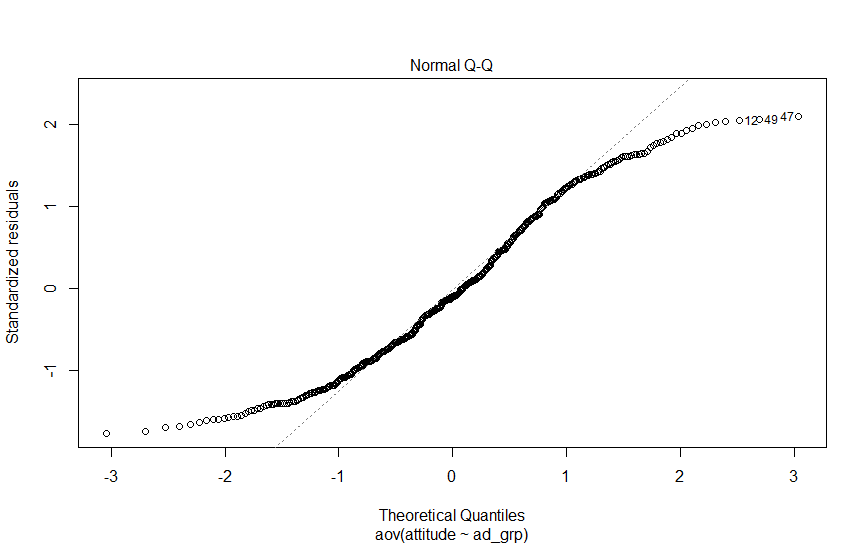 Normal Q-Q
Standardized residuals
2
1
0
-1
12 49 47
-3 -2 -1 0 1 2 3
Theoretical Quantiles
aov(attitude ~ ad_grp)